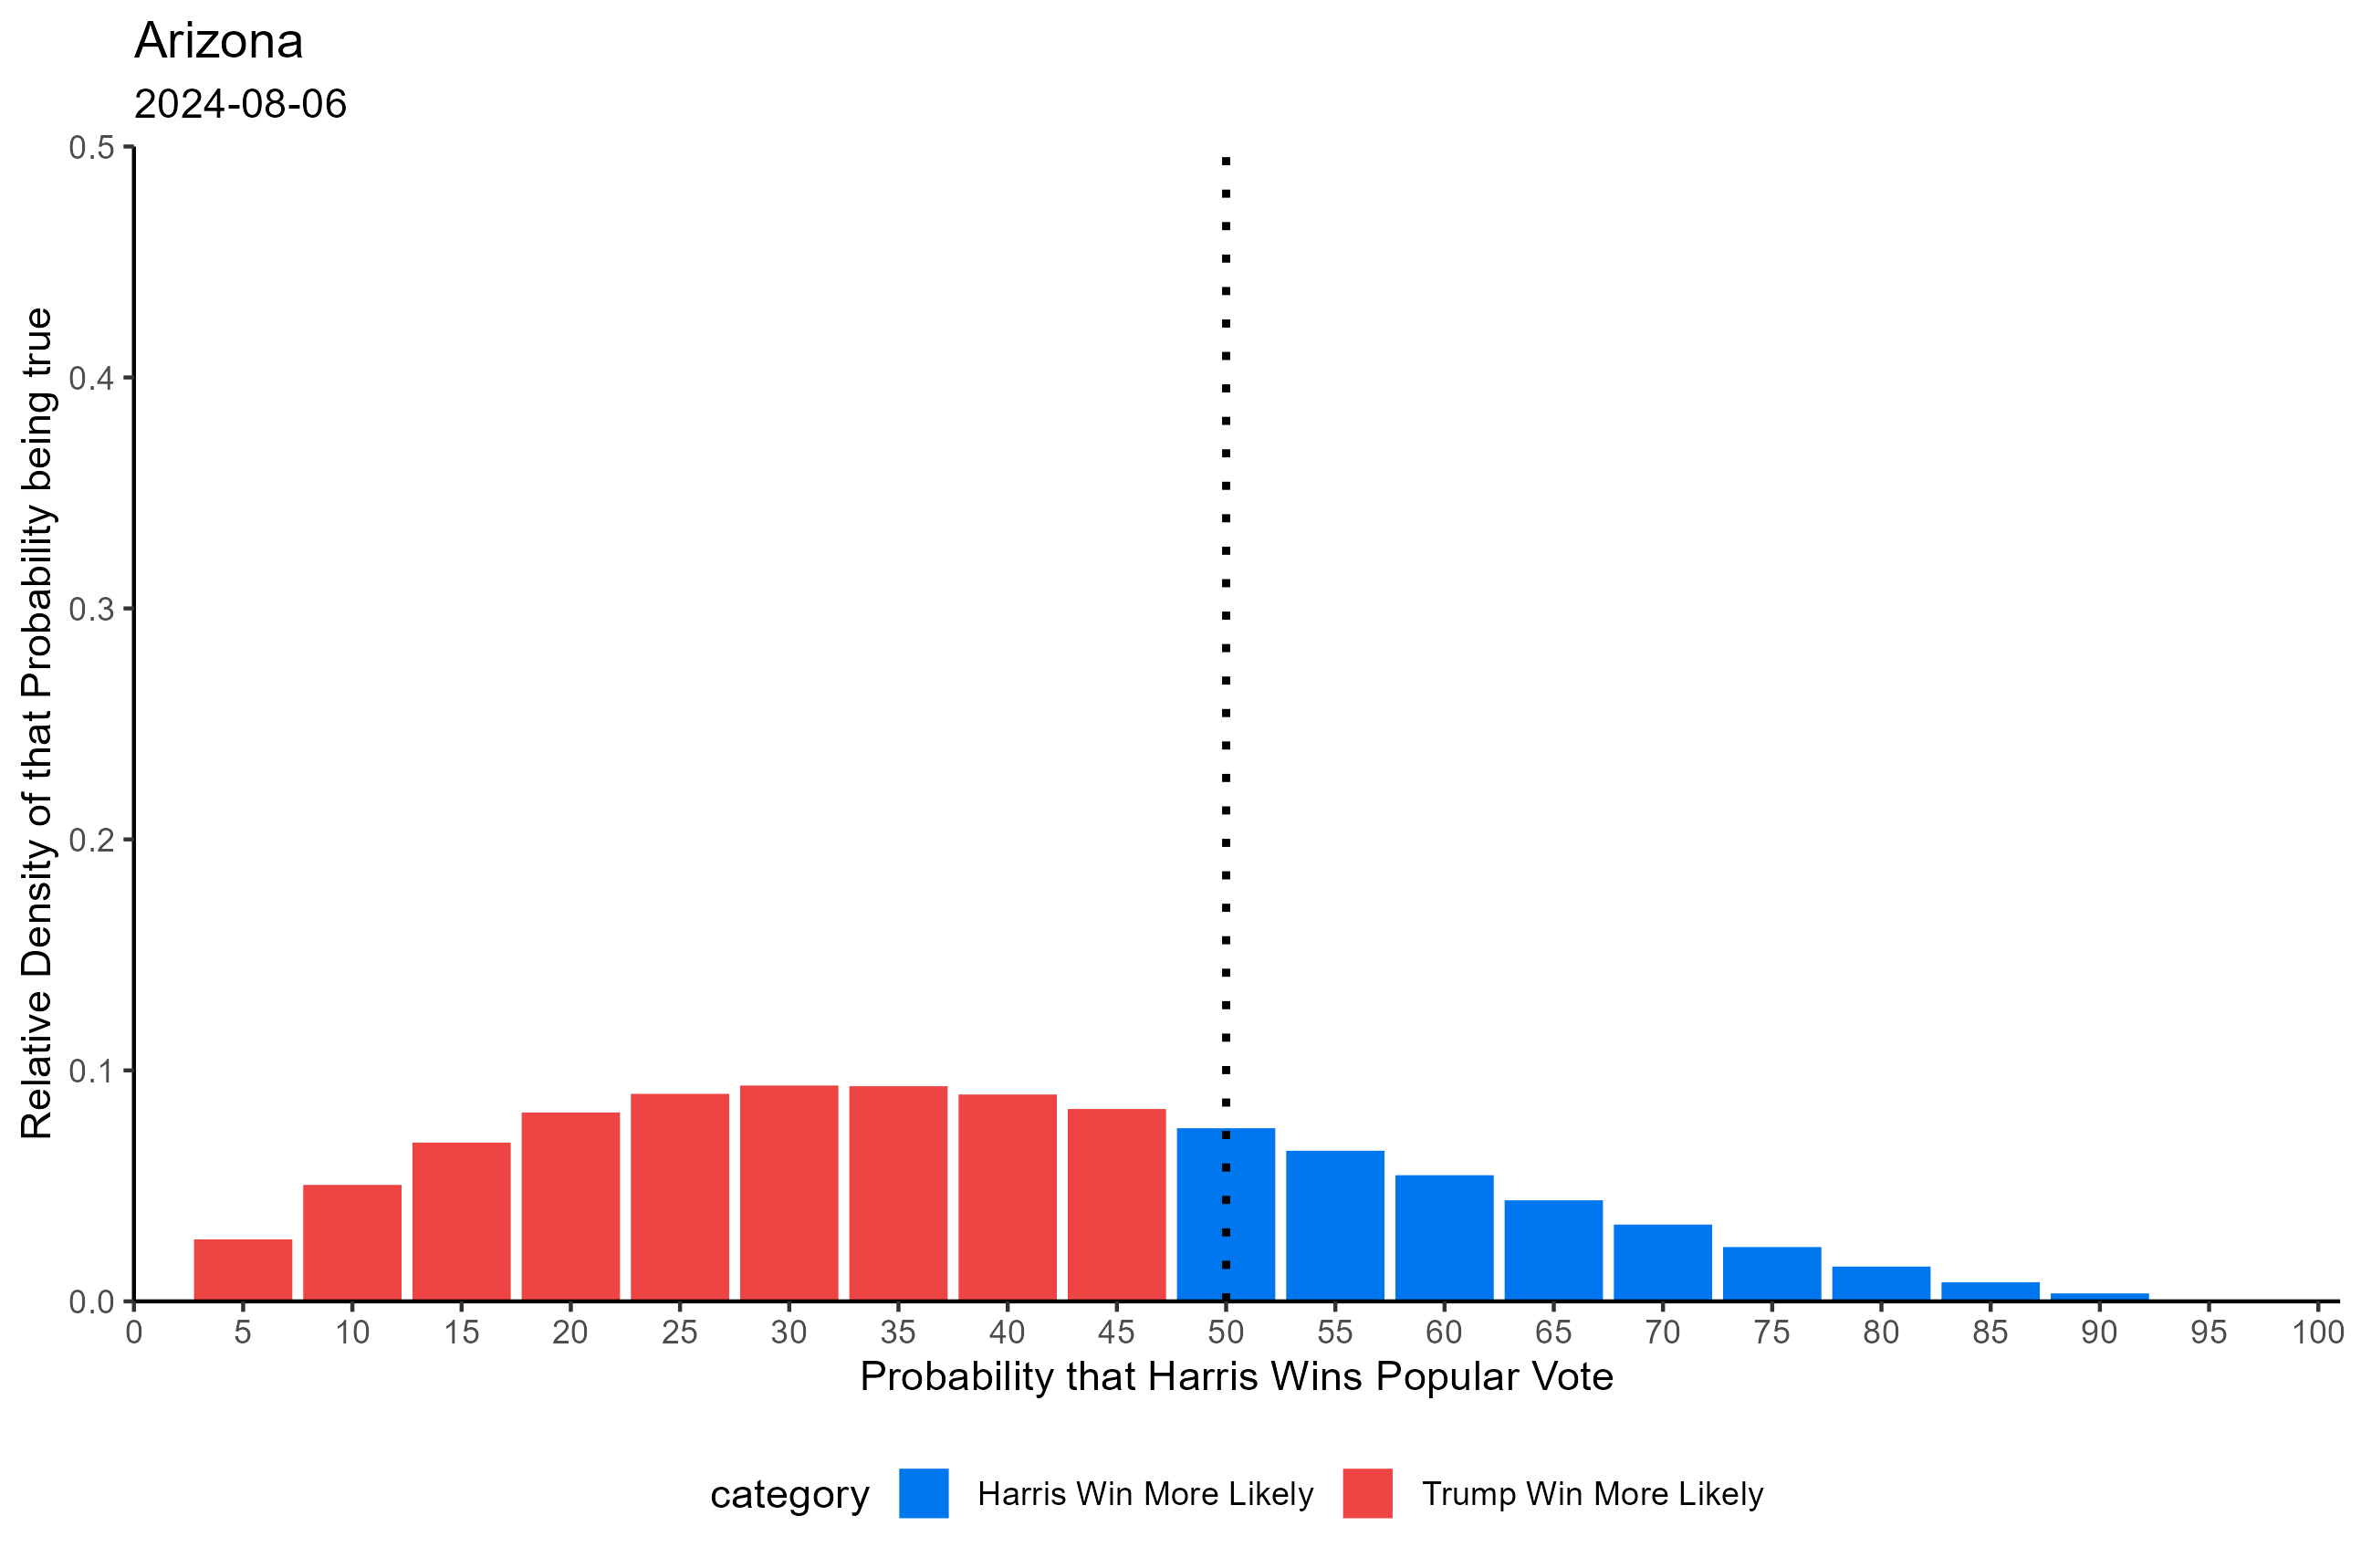 Arizona
2024-08-06
Relative Density of that Probability being true
0.5
0.4
0.3
0.2
0.1
0.0
0 5 10 15 20 25 30 35 40 45 50 55 60 65 70 75 80 85 90 95 100
Probability that Harris Wins Popular Vote
category Harris Win More Likely Trump Win More Likely